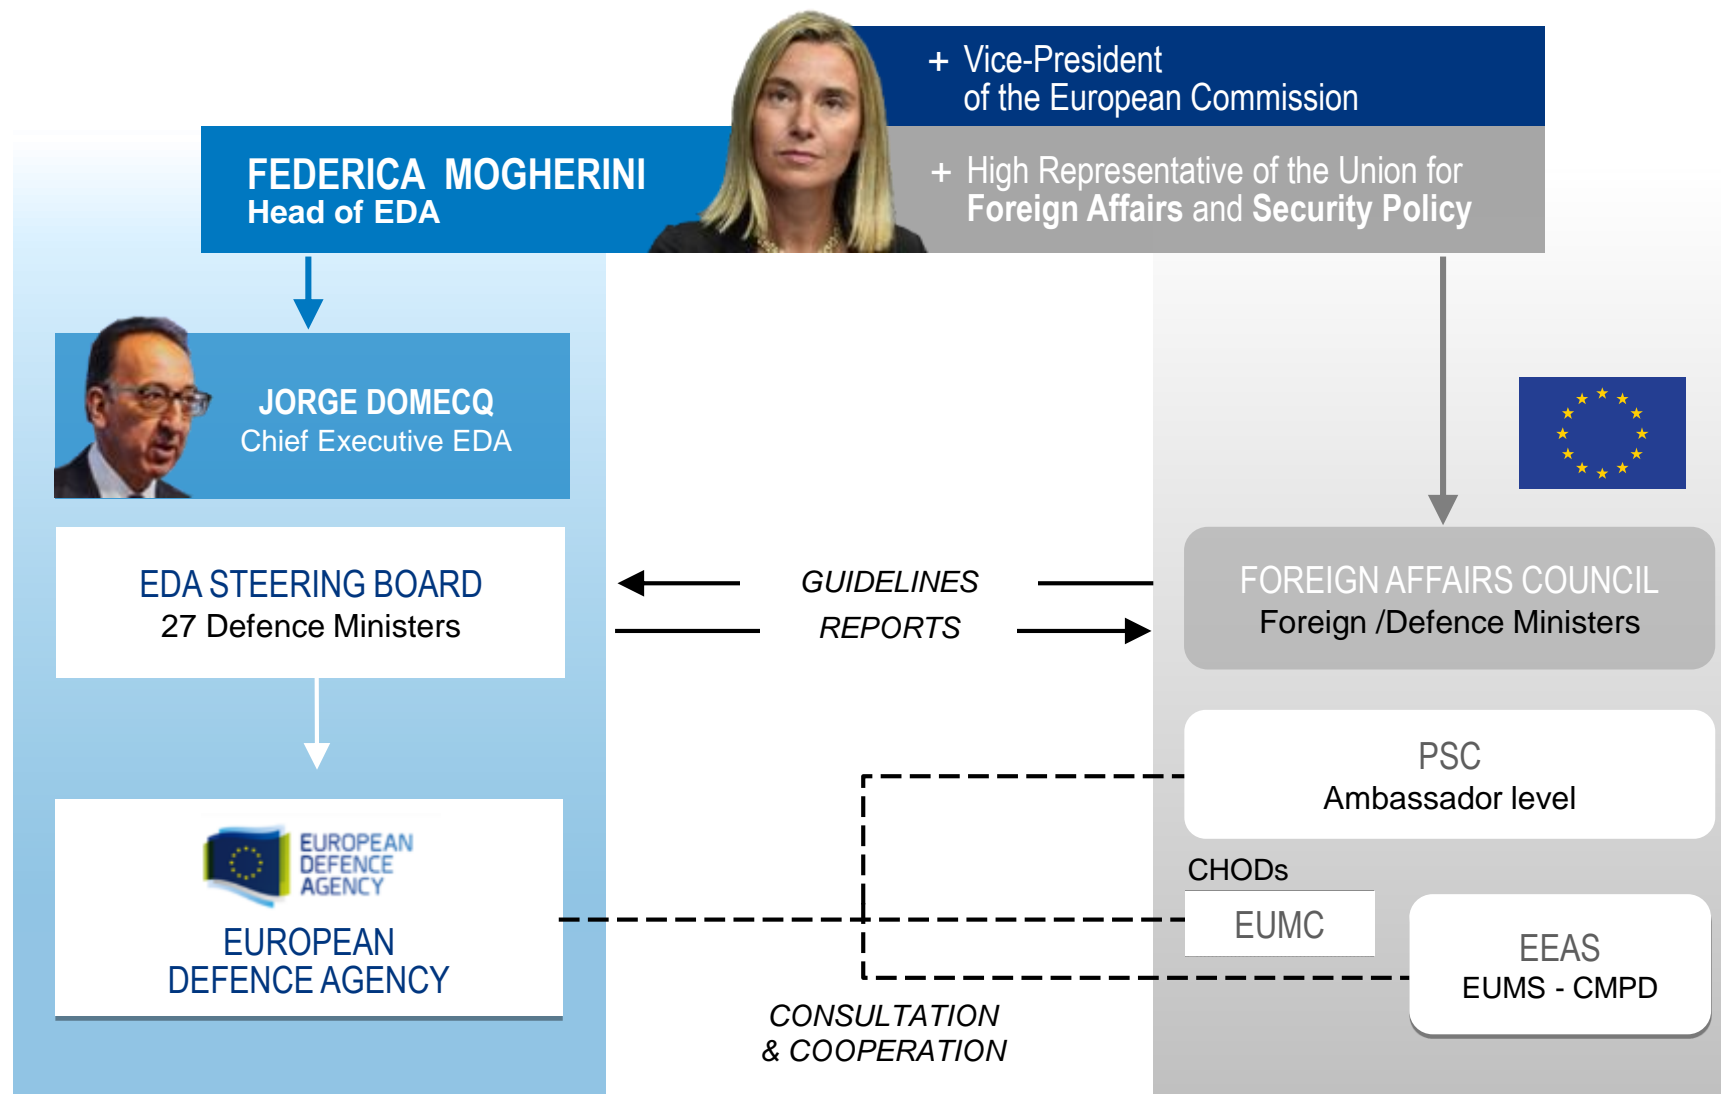 + Vice-President
of the European Commission
FEDERICA MOGHERINI
Head of EDA
+ High Representative of the Union for
Foreign Affairs and Security Policy
JORGE DOMECQ
Chief Executive EDA
EDA STEERING BOARD
27 Defence Ministers
GUIDELINES
REPORTS
FOREIGN AFFAIRS COUNCIL
Foreign /Defence Ministers
PSC
Ambassador level
EUROPEAN
DEFENCE
AGENCY
EUROPEAN
DEFENCE AGENCY
CHODs
EUMC
EEAS
EUMS - CMPD
CONSULTATION
& COOPERATION